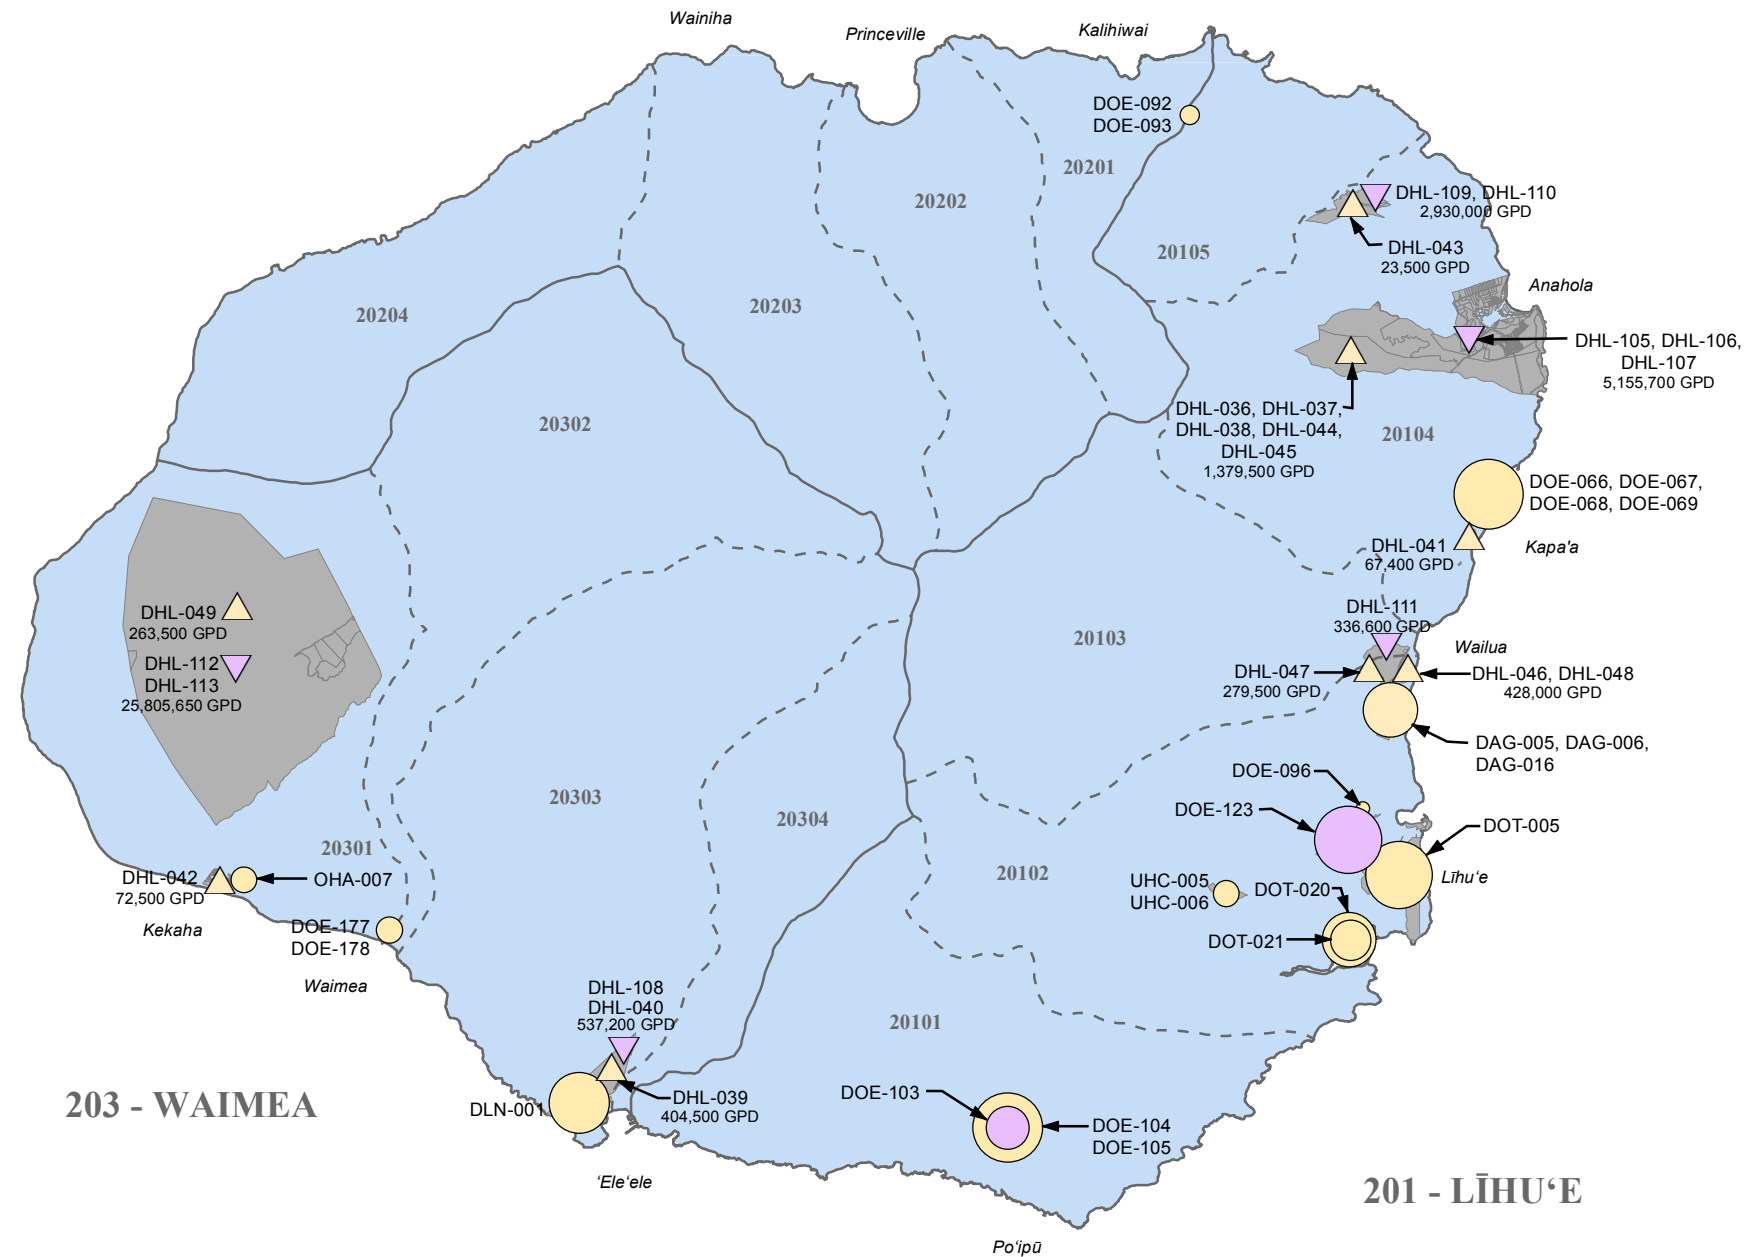 Wainiha
Princeville
Kalihiwai
DOE-092
DOE-093
20201
20202
DHL-109, DHL-110
2,930,000 GPD
DHL-043
23,500 GPD
20105
Anahola
20204
20203
DHL-105, DHL-106,
DHL-107
5,155,700 GPD
DHL-036, DHL-037,
DHL-038, DHL-044,
DHL-045
1,379,500 GPD
20302
20104
DOE-066, DOE-067,
DOE-068, DOE-069
DHL-041
67,400 GPD
Kapa'a
DHL-049
263,500 GPD
DHL-112
DHL-113
25,805,650 GPD
20103
DHL-111
336,600 GPD
Wailua
DHL-047
279,500 GPD
DHL-046, DHL-048
428,000 GPD
DAG-005, DAG-006,
DAG-016
DOE-096
DOE-123
DOT-005
20303
20304
20301
20102
Līhu‘e
DHL-042
72,500 GPD
OHA-007
UHC-005
UHC-006
DOT-020
DOT-021
Kekaha
DOE-177
DOE-178
Waimea
DHL-108
DHL-040
537,200 GPD
20101
DLN-001
DHL-039
404,500 GPD
DOE-103
DOE-104
DOE-105
203 - WAIMEA
‘Ele‘ele
201 - LĪHU‘E
Po‘ipū